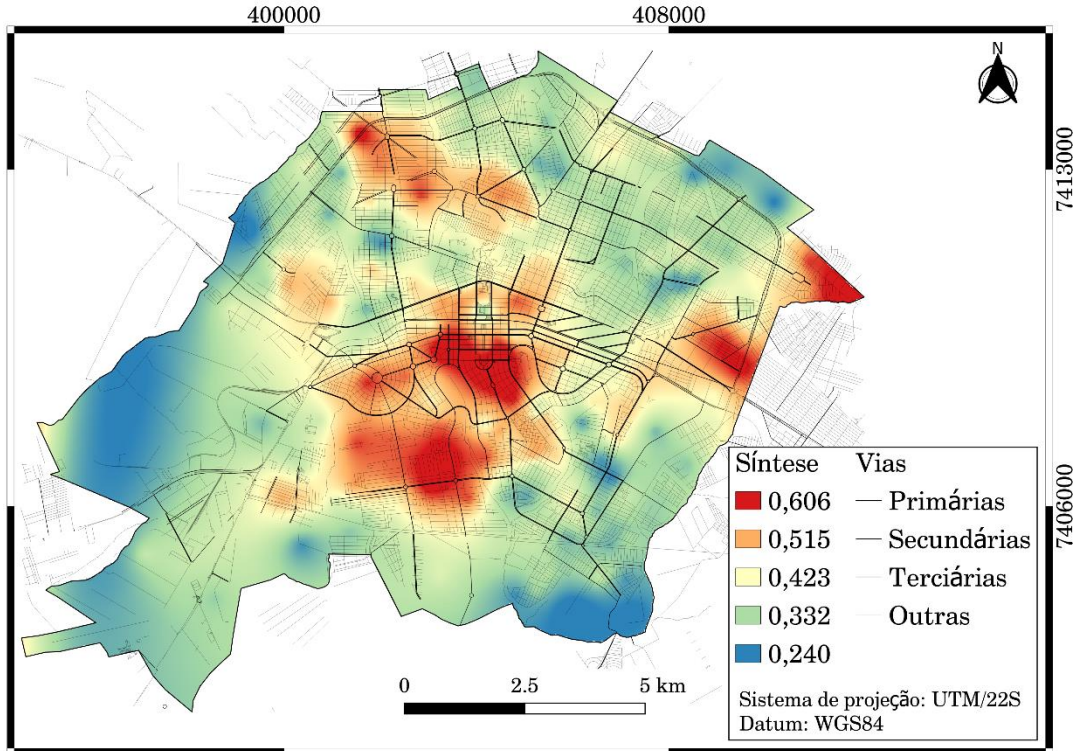 400000 408000
N
7413000
7406000
Síntese Vias
0,606 Primárias
0,515 Secundárias
0,423 Terciárias
0,332 Outras
0,240
0 2.5 5 km
Sistema de projeção: UTM/22S
Datum: WGS84